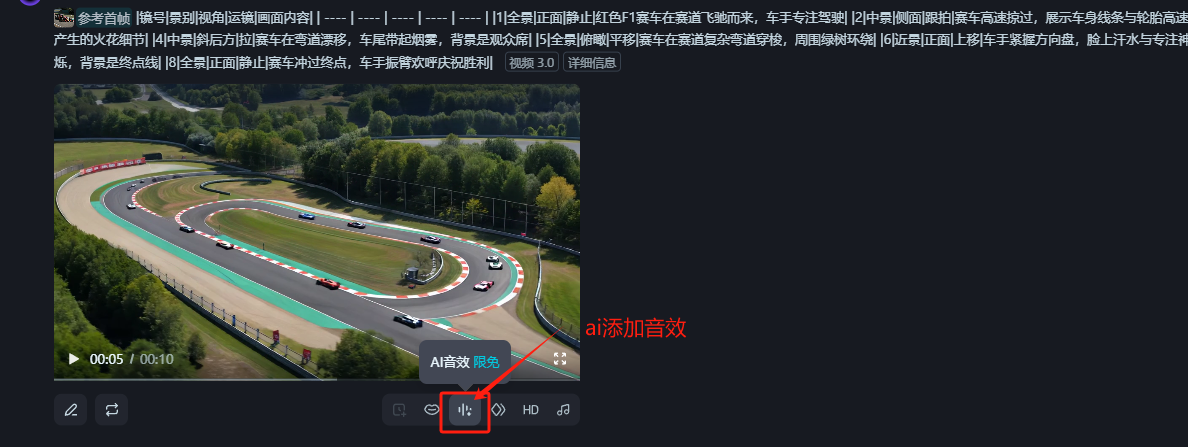 参考首帧 |镜号|景别|视角|运镜|画面内容| | ---- | ---- | ---- | ---- | ---- | |1|全景|正面|静止|红色F1赛车在赛道飞驰而来，车手专注驾驶| |2|中景|侧面|跟拍|赛车高速掠过，展示车身线条与轮胎高速
产生的火花细节| |4|中景|斜后方|拉|赛车在弯道漂移，车尾带起烟雾，背景是观众席| |5|全景|俯瞰|平移|赛车在赛道复杂弯道穿梭，周围绿树环绕| |6|近景|正面|上移|车手紧握方向盘，脸上汗水与专注神
烁，背景是终点线| |8|全景|正面|静止|赛车冲过终点，车手振臂欢呼庆祝胜利| 视频 3.0 详细信息
ai添加音效
00:05 / 00:10
AI音效 限免
HD